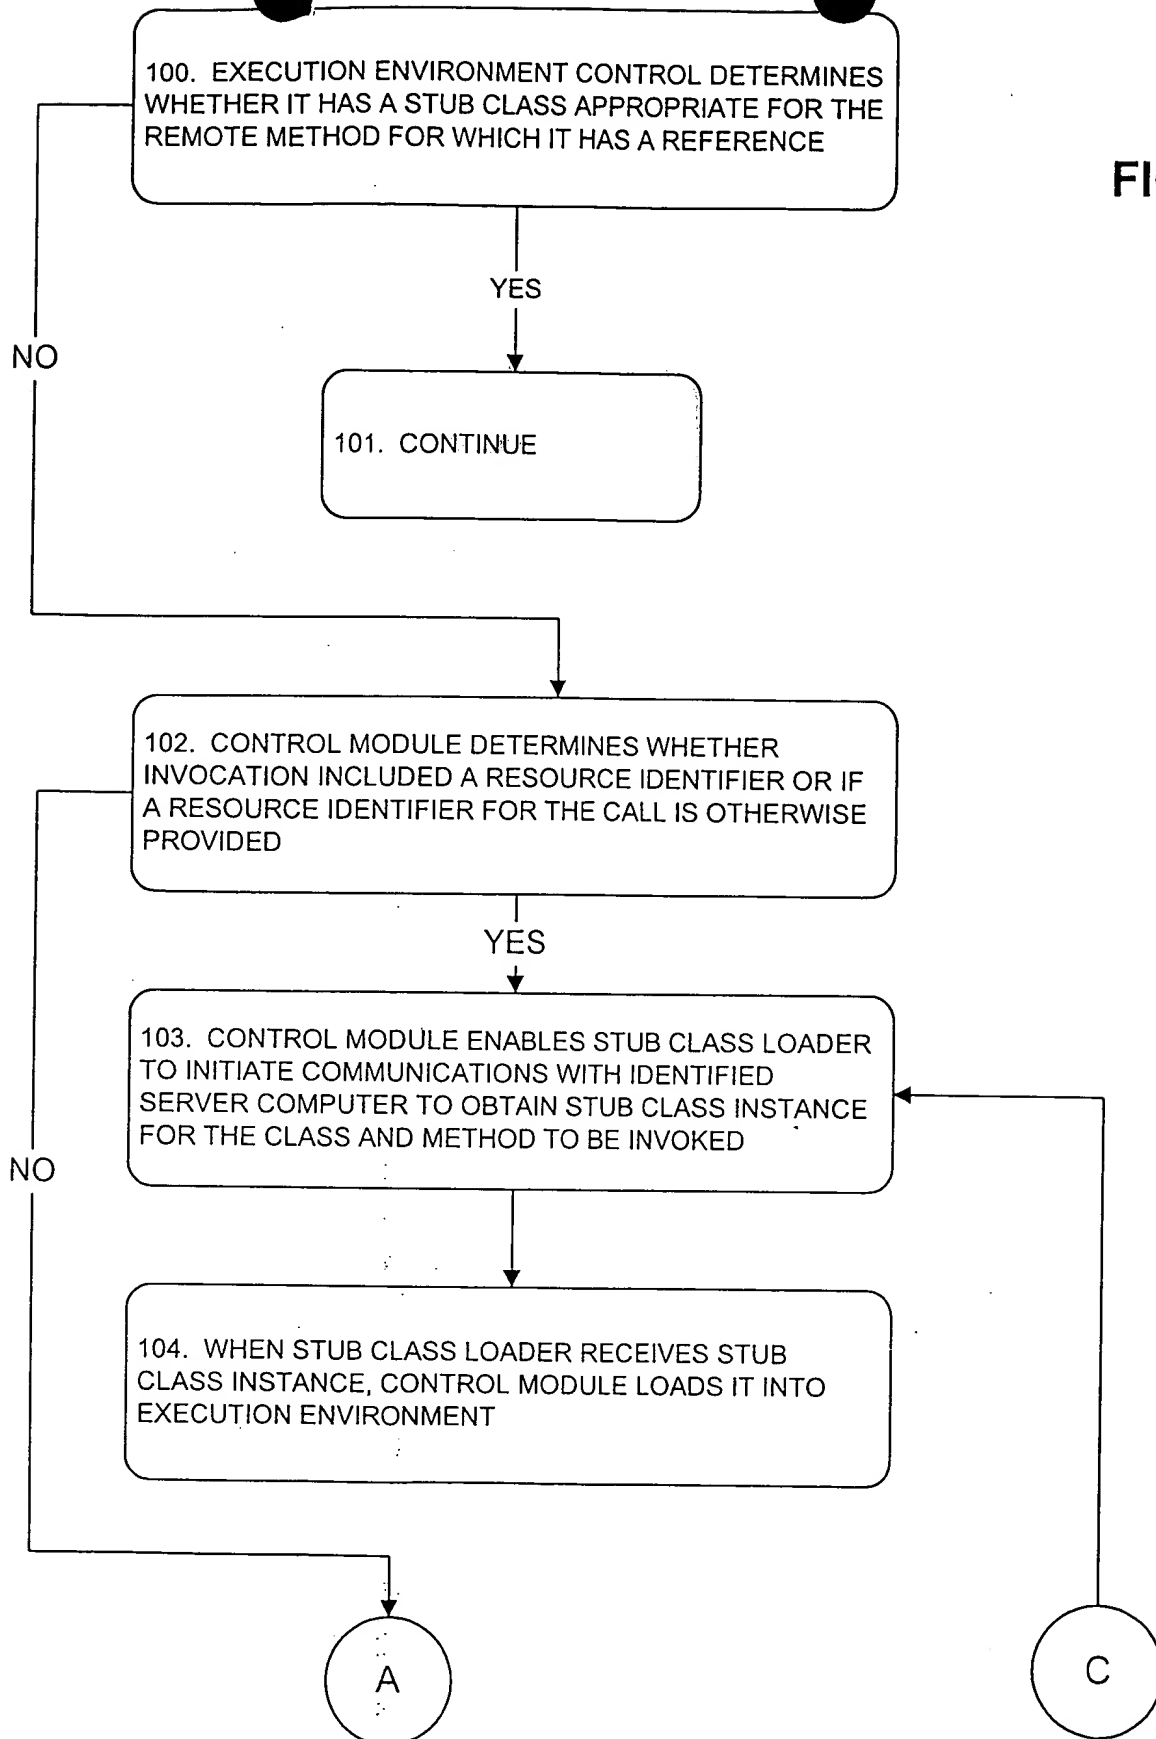 100. EXECUTION ENVIRONMENT CONTROL DETERMINES
WHETHER IT HAS A STUB CLASS APPROPRIATE FOR THE
REMOTE METHOD FOR WHICH IT HAS A REFERENCE
YES
NO
101. CONTINUE
102. CONTROL MODULE DETERMINES WHETHER
INVOCATION INCLUDED A RESOURCE IDENTIFIER OR IF
A RESOURCE IDENTIFIER FOR THE CALL IS OTHERWISE
PROVIDED
YES
103. CONTROL MODULE ENABLES STUB CLASS LOADER
TO INITIATE COMMUNICATIONS WITH IDENTIFIED
SERVER COMPUTER TO OBTAIN STUB CLASS INSTANCE
FOR THE CLASS AND METHOD TO BE INVOKED
NO
104. WHEN STUB CLASS LOADER RECEIVES STUB
CLASS INSTANCE, CONTROL MODULE LOADS IT INTO
EXECUTION ENVIRONMENT
A
C